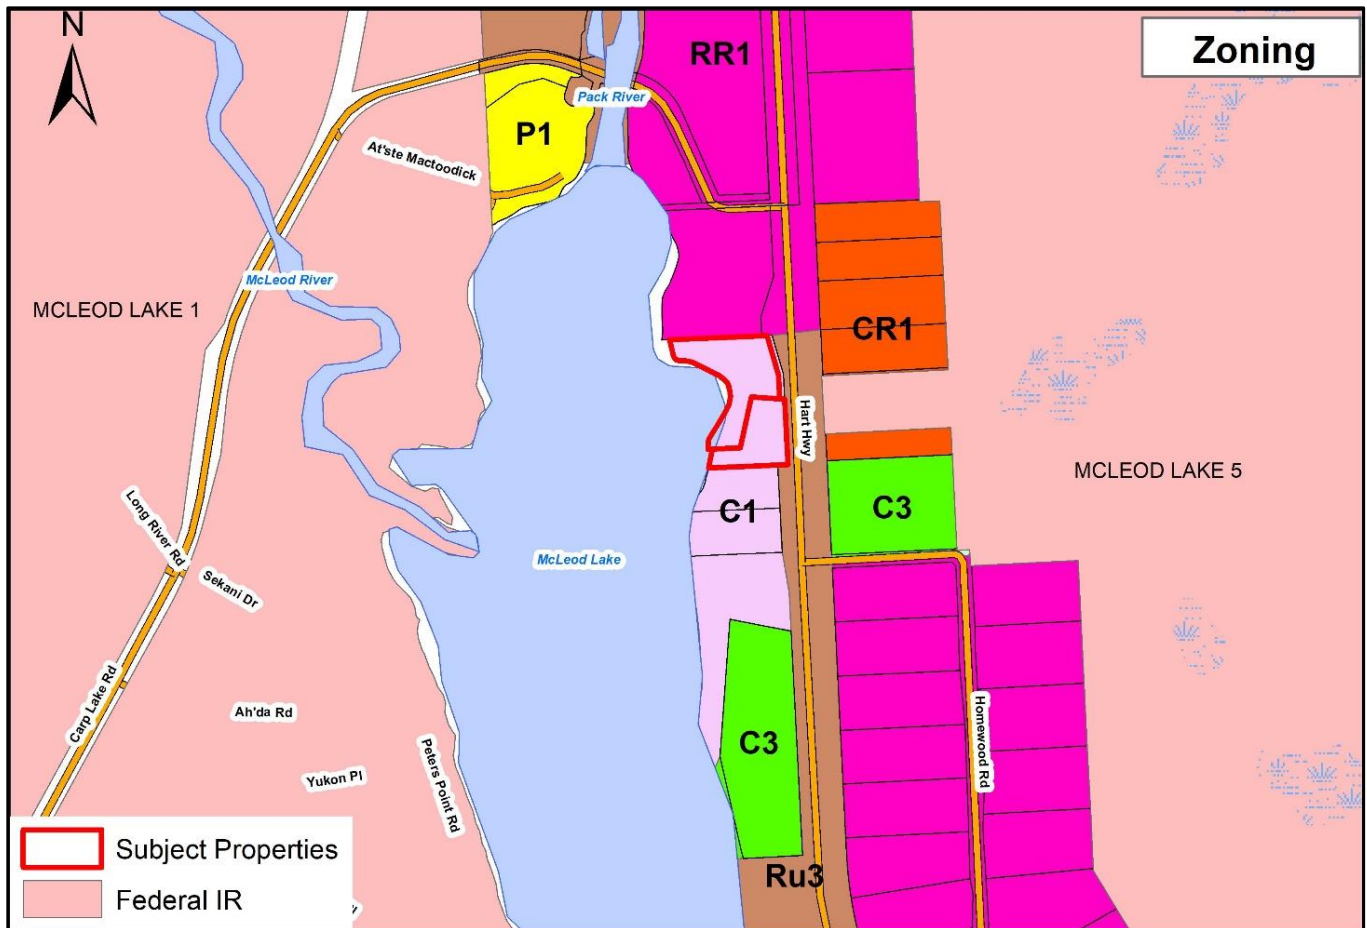 N
Zoning
RR1
Pack River
P1
At'ste Mactoodick
McLeod River
MCLEOD LAKE 1
CR1
Hart Hwy
MCLEOD LAKE 5
C1
C3
Long River Rd
McLeod Lake
Sekani Dr
Carp Lake Rd
Ah'da Rd
Yukon Pl
Peters Point Rd
C3
Homewood Rd
Ru3
Subject Properties
Federal IR